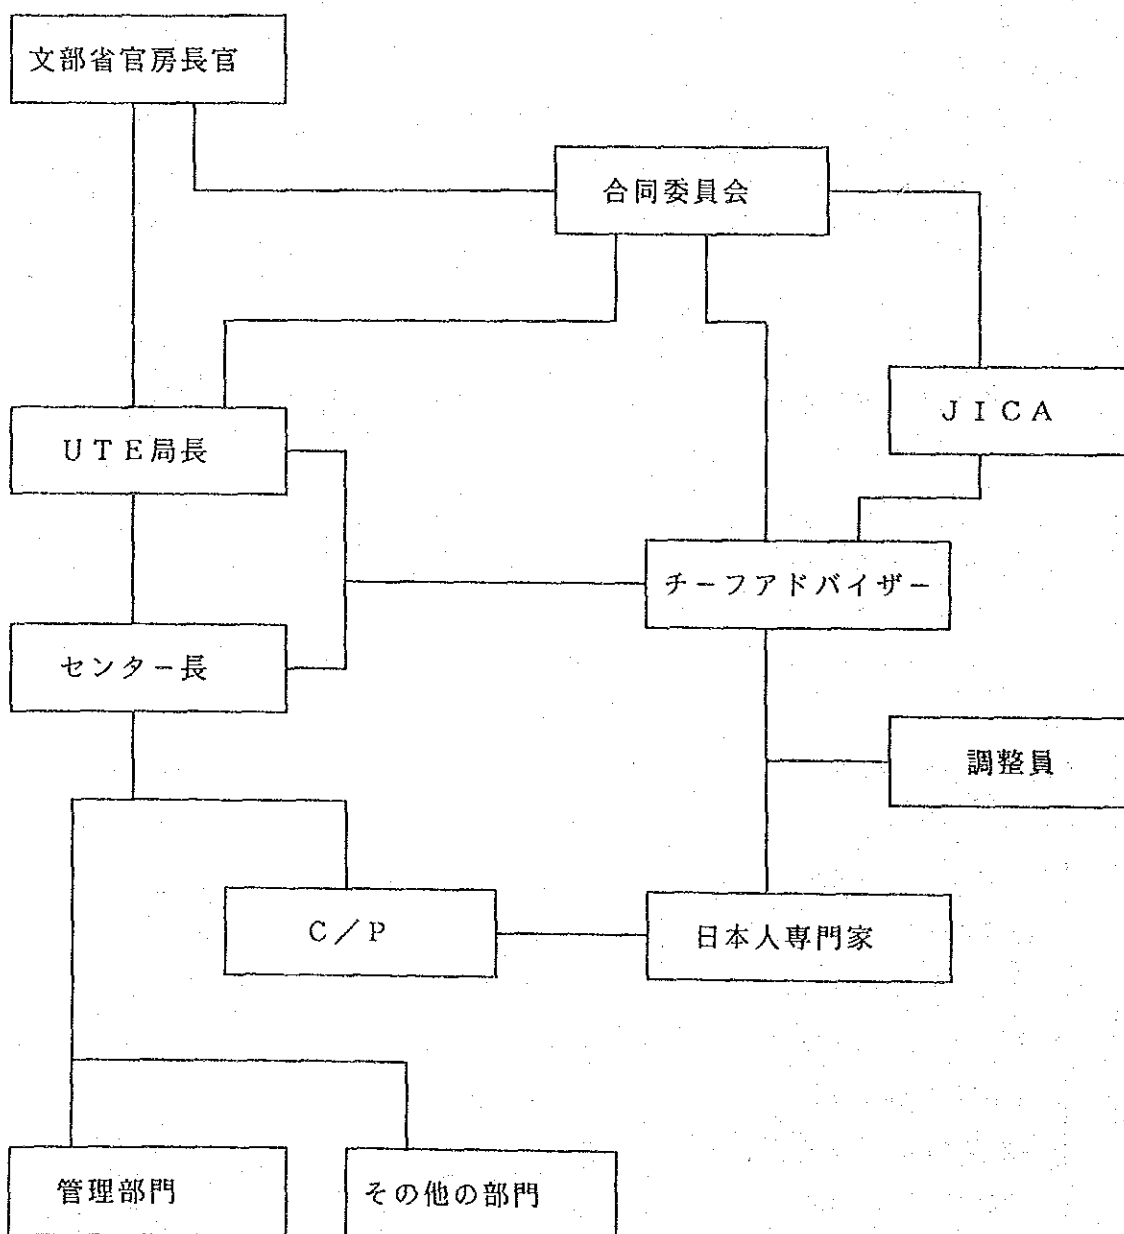 文部省官房長官
合同委員会
JICA
UTE局長
チーフアドバイザー
センター長
調整員
C/P
日本人専門家
管理部門
その他の部門